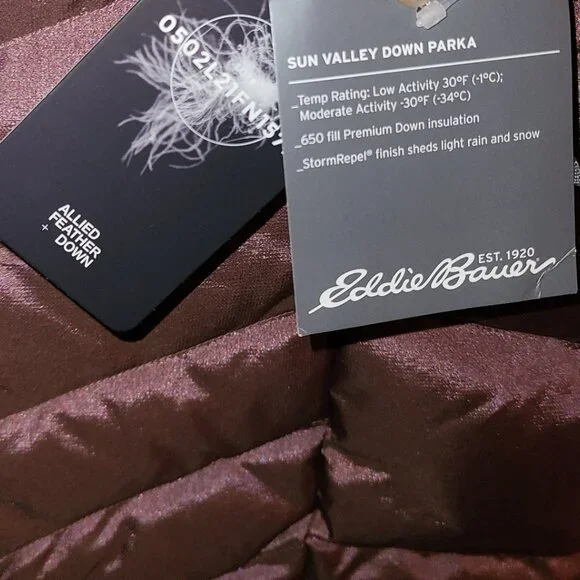 0502L21FN157
ALLIED
FEATHER
+ DOWN
SUN VALLEY DOWN PARKA
_Temp Rating: Low Activity 30°F (-1°C);
Moderate Activity -30°F (-34°C)
_650 fill Premium Down insulation
_StormRepel® finish sheds light rain and snow
EST. 1920
Eddie Bauer